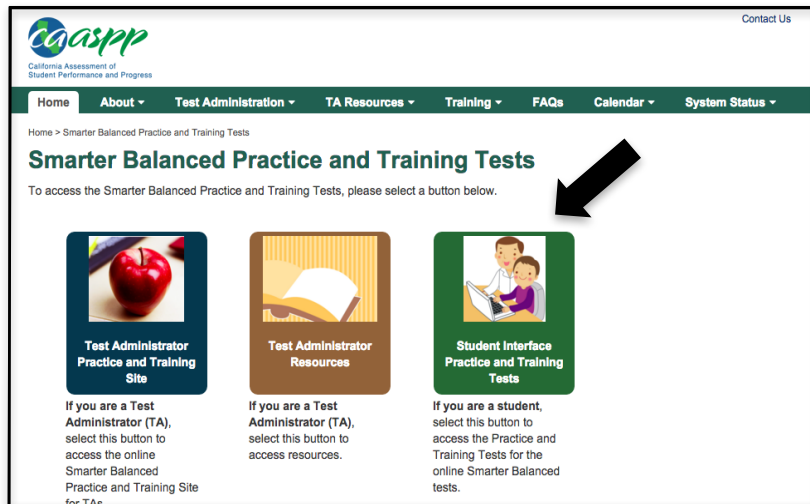 Contact Us
caaspp
California Assessment of
Student Performance and Progress
Home About Test Administration TA Resources Training FAQs Calendar System Status
Home > Smarter Balanced Practice and Training Tests
Smarter Balanced Practice and Training Tests
To access the Smarter Balanced Practice and Training Tests, please select a button below.
Test Administrator
Practice and Training
Site
If you are a Test
Administrator (TA),
select this button to
access the online
Smarter Balanced
Practice and Training Site
for TAs.
Test Administrator
Resources
If you are a Test
Administrator (TA),
select this button to
access resources.
Student Interface
Practice and Training
Tests
If you are a student,
select this button to
access the Practice and
Training Tests for the
online Smarter Balanced
tests.